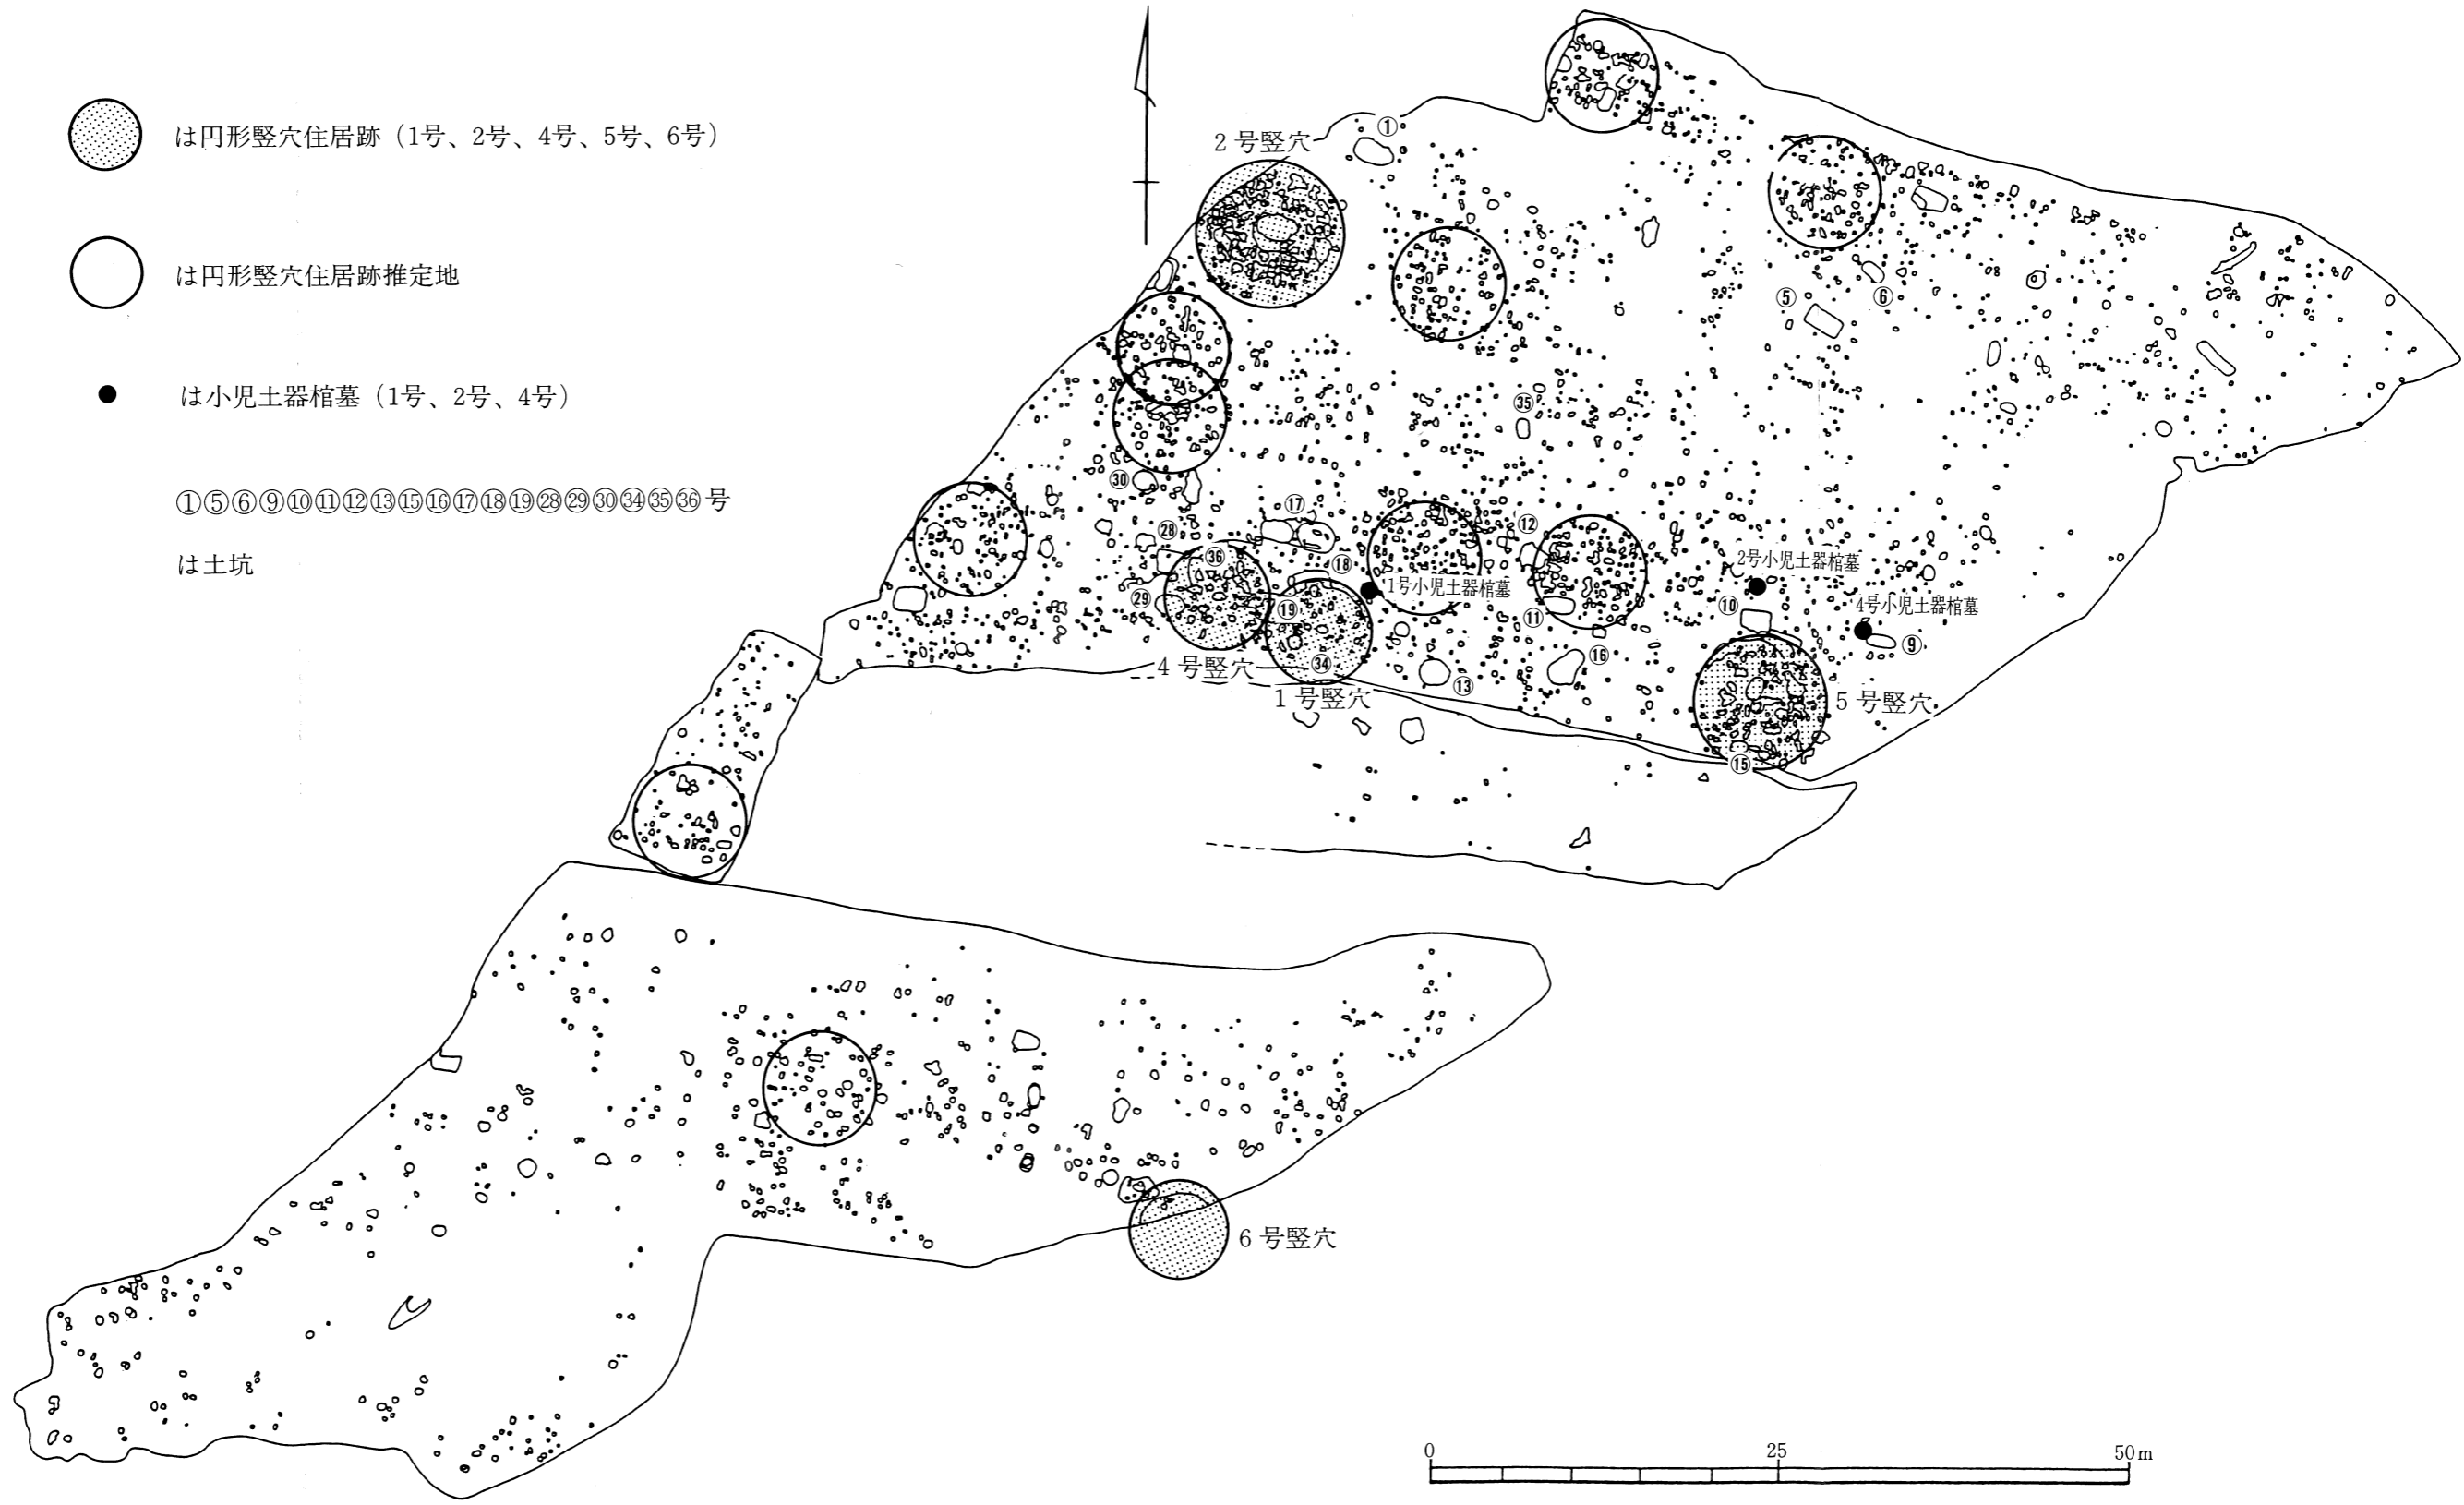 は円形竪穴住居跡（1号、2号、4号、5号、6号）
は円形竪穴住居跡推定地
は小児土器棺墓（1号、2号、4号）
①⑤⑥⑨⑩⑪⑫⑬⑮⑯⑰⑱⑲㉘㉙㉚㉞㉟㊱号
は土坑
①
2号竪穴
⑤
⑥
㉟
㉚
⑰
㉘
㊱
⑱
⑫
2号小児土器棺墓
1号小児土器棺墓
㉙
⑲
⑪
⑩
4号小児土器棺墓
⑨
4号竪穴
㉞
⑯
⑬
1号竪穴
5号竪穴
⑮
6号竪穴
0 25 50m